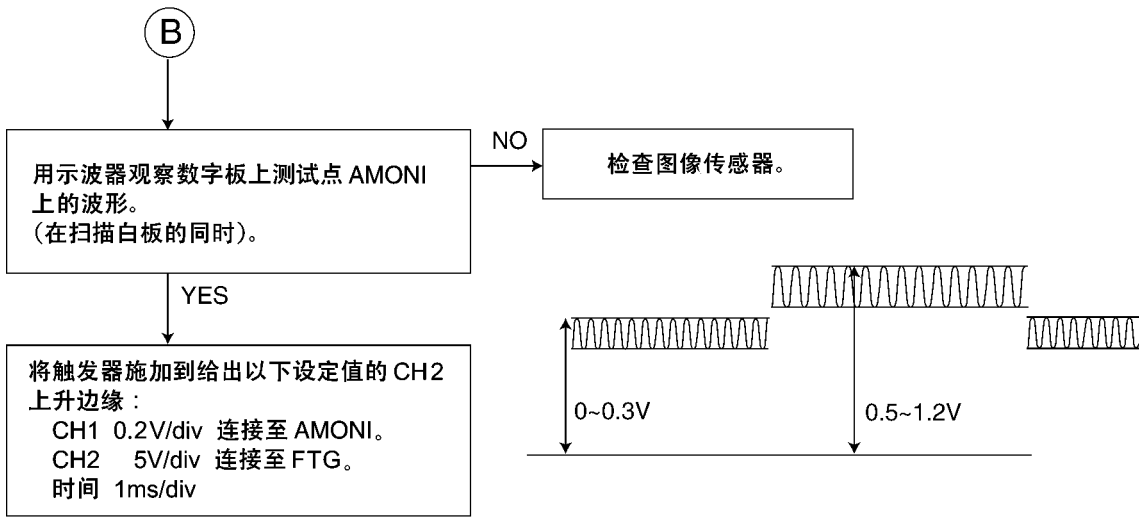 B
用示波器观察数字板上测试点 AMONI
上的波形。
(在扫描白板的同时)。
NO
检查图像传感器。
YES
将触发器施加到给出以下设定值的 CH2
上升边缘：
CH1 0.2V/div 连接至 AMONI。
CH2 5V/div 连接至 FTG。
时间 1ms/div
0~0.3V
0.5~1.2V